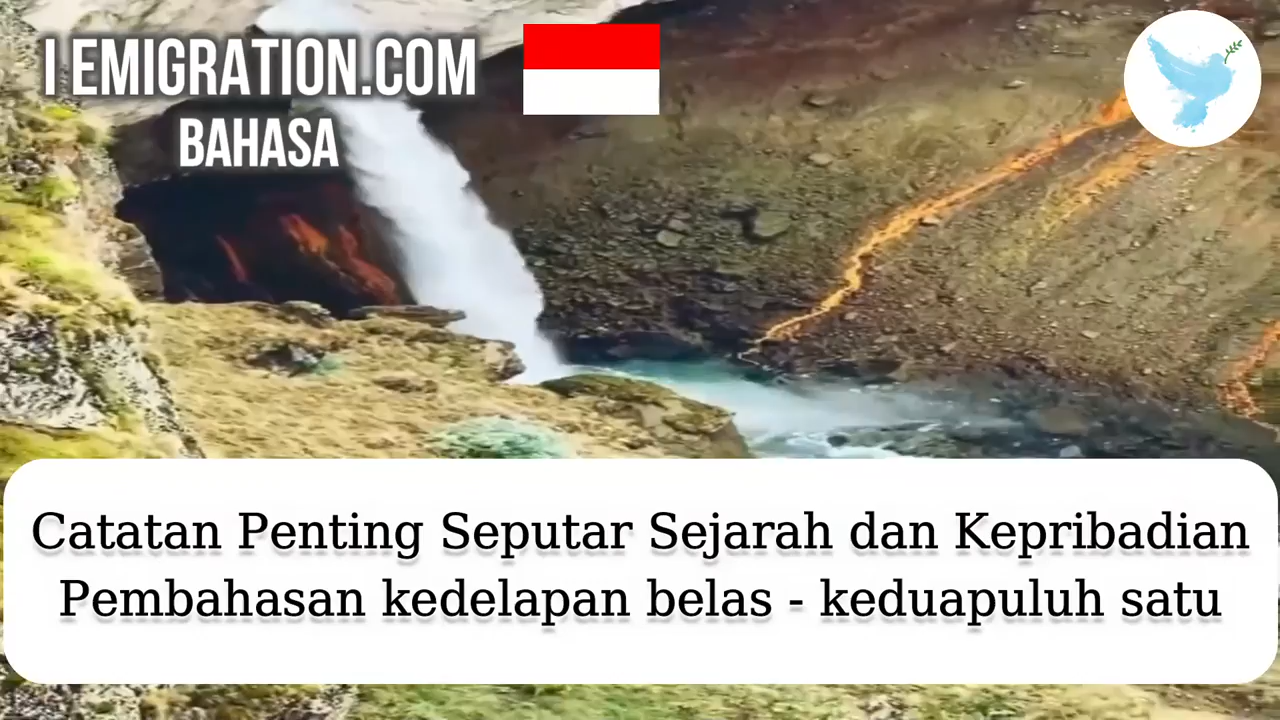 I EMIGRATION.COM
BAHASA
Catatan Penting Seputar Sejarah dan Kepribadian
Pembahasan kedelapan belas - keduapuluh satu